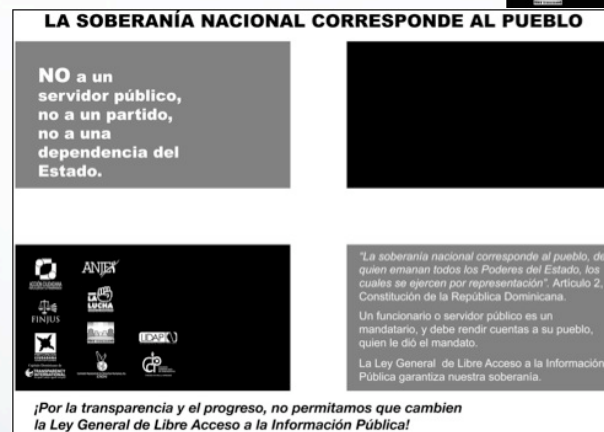 LA SOBERANÍA NACIONAL CORRESPONDE AL PUEBLO
NO a un
servidor público,
no a un partido,
no a una
dependencia del
Estado.
ANJE
LA
LUCHA
FINJUS
UDAP
TRANSPARENCY
INTERNATIONAL
"La soberanía nacional corresponde al pueblo, de
quien emanan todos los Poderes del Estado, los
cuales se ejercen por representación". Artículo 2,
Constitución de la República Dominicana.
Un funcionario o servidor público es un
mandatario, y debe rendir cuentas a su pueblo,
quien le dió el mandato.
La Ley General de Libre Acceso a la Información
Pública garantiza nuestra soberanía.
¡Por la transparencia y el progreso, no permitamos que cambien
la Ley General de Libre Acceso a la Información Pública!